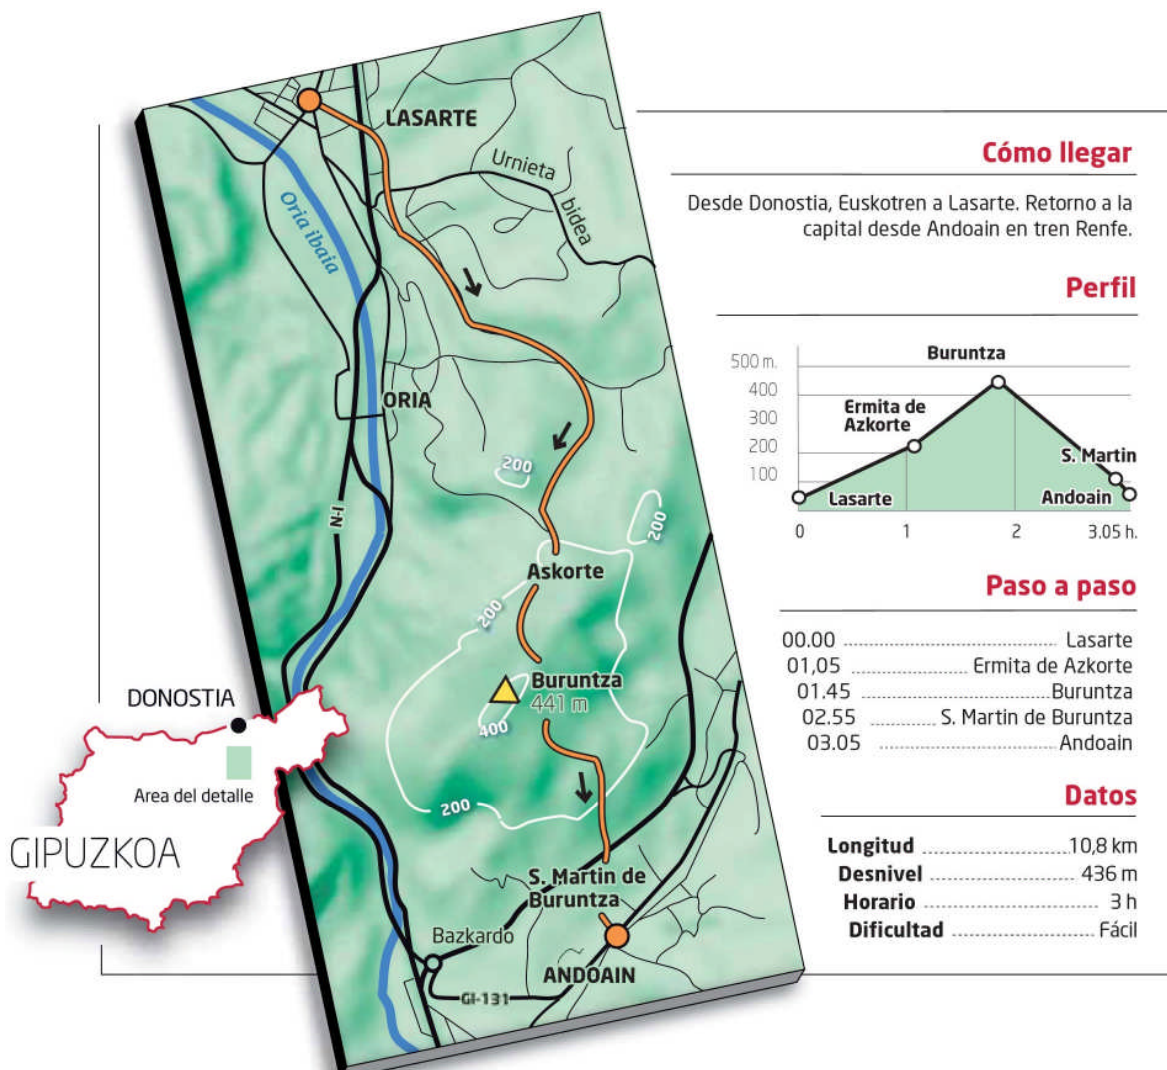 LASARTE
Urnieta
bidea
Oria ibaia
ORIA
N-I
200
200
Askorte
200
Buruntza
441 m
400
200
S. Martin de
Buruntza
Bazkardo
ANDOAIN
GI-131
DONOSTIA
Area del detalle
GIPUZKOA
Cómo llegar
Desde Donostia, Euskotren a Lasarte. Retorno a la
capital desde Andoain en tren Renfe.
Perfil
Buruntza
500 m.
400
300
200
100
Ermita de
Azkorte
S. Martin
Lasarte
Andoain
0 1 2 3.05 h.
Paso a paso
00.00 ................ Lasarte
01,05 ................ Ermita de Azkorte
01.45 ................ Buruntza
02.55 ................ S. Martin de Buruntza
03.05 ................ Andoain
Datos
Longitud ................ 10,8 km
Desnivel ................ 436 m
Horario ................ 3 h
Dificultad ................ Fácil